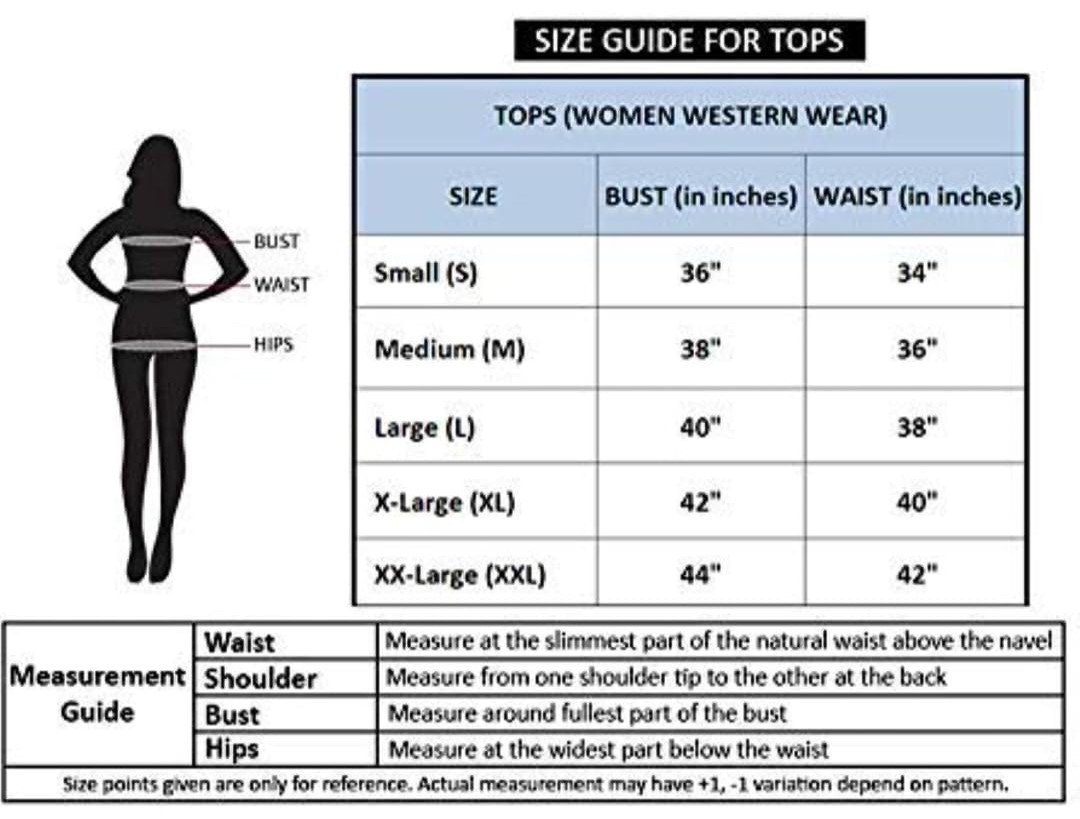 SIZE GUIDE FOR TOPS
TOPS (WOMEN WESTERN WEAR)
SIZE BUST (in inches) WAIST (in inches)
Small (S) 36" 34"
Medium (M) 38" 36"
Large (L) 40" 38"
X-Large (XL) 42" 40"
XX-Large (XXL) 44" 42"
BUST
WAIST
HIPS
Measurement Guide
Waist Measure at the slimmest part of the natural waist above the navel
Shoulder Measure from one shoulder tip to the other at the back
Bust Measure around fullest part of the bust
Hips Measure at the widest part below the waist
Size points given are only for reference. Actual measurement may have +1, -1 variation depend on pattern.